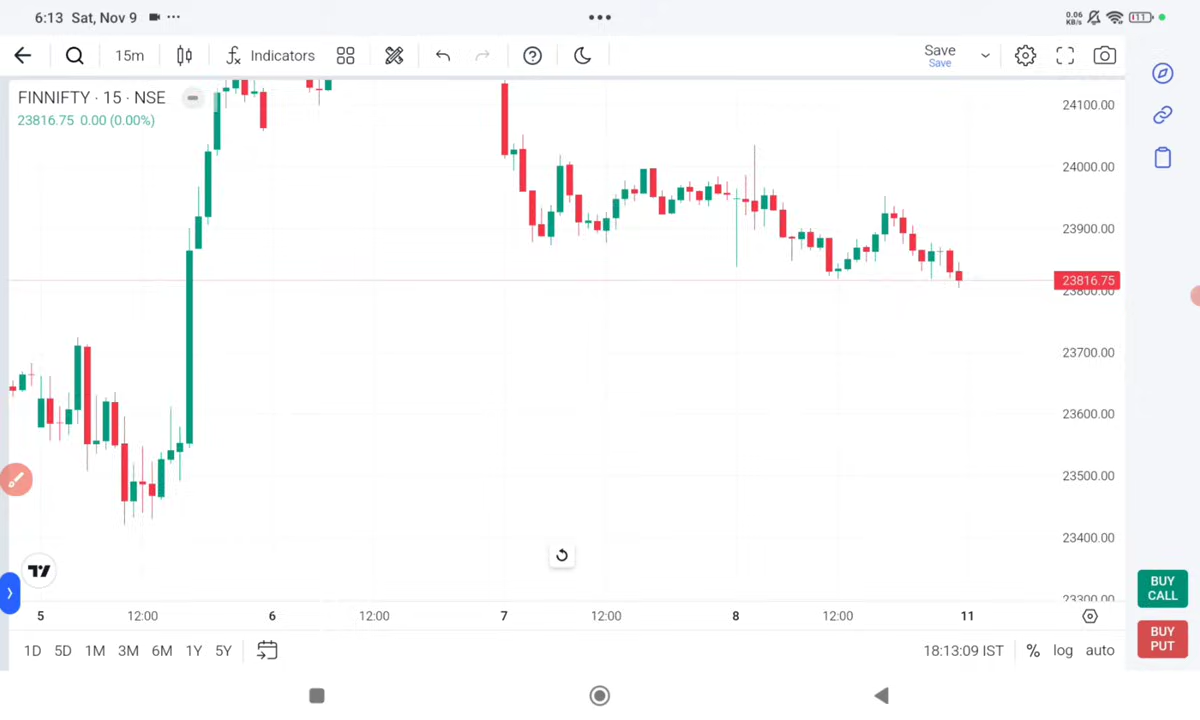 6:13 Sat, Nov 9
0.06
KB/s
11
15m
Indicators
Save
Save
FINNIFTY · 15 · NSE
23816.75 0.00 (0.00%)
24100.00
24000.00
23900.00
23816.75
23800.00
23700.00
23600.00
23500.00
23400.00
23300.00
BUY
CALL
BUY
PUT
5 12:00 6 12:00 7 12:00 8 12:00 11
1D 5D 1M 3M 6M 1Y 5Y
18:13:09 IST
% log auto